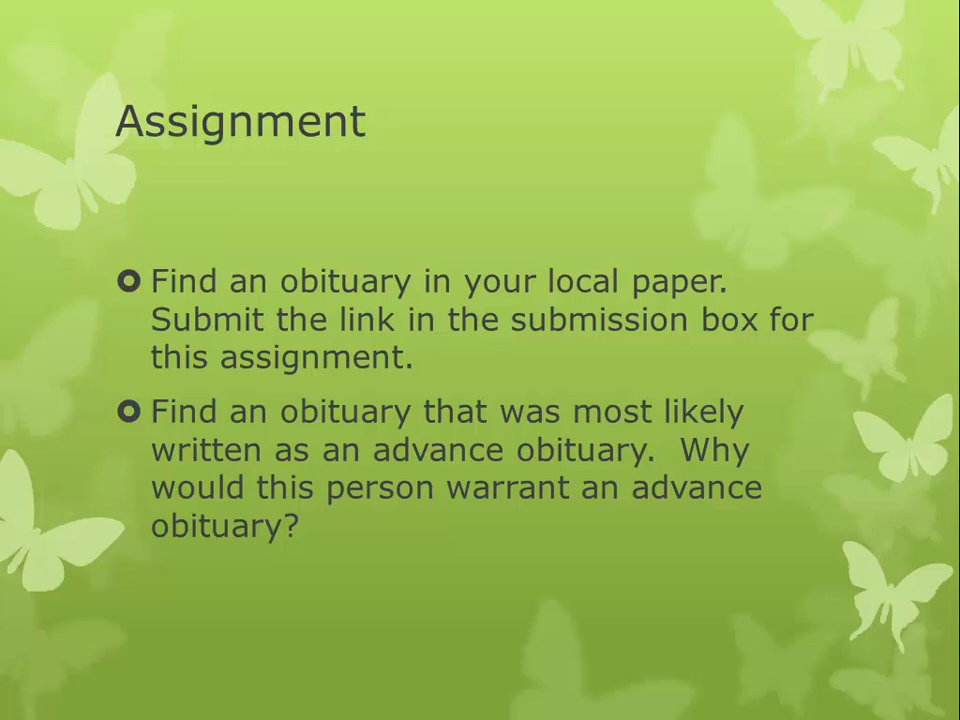 Assignment
Find an obituary in your local paper.
Submit the link in the submission box for
this assignment.
Find an obituary that was most likely
written as an advance obituary.  Why
would this person warrant an advance
obituary?